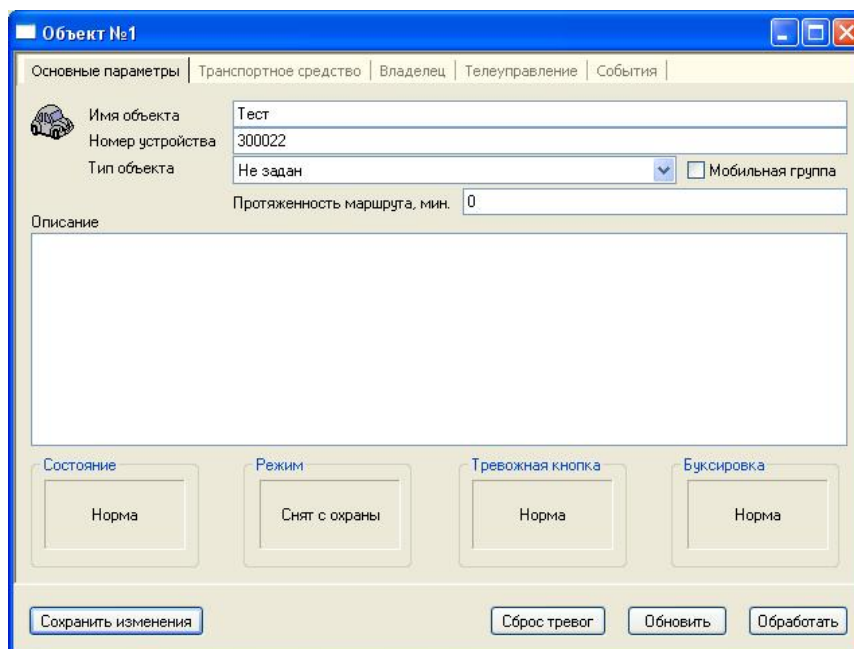 Объект №1
Основные параметры Транспортное средство Владелец Телеуправление События
Имя объекта Тест
Номер устройства 300022
Тип объекта Не задан Мобильная группа
Протяженность маршрута, мин. 0
Описание
Состояние Режим Тревожная кнопка Буксировка
Норма Снят с охраны Норма Норма
Сохранить изменения Сброс тревог Обновить Обработать